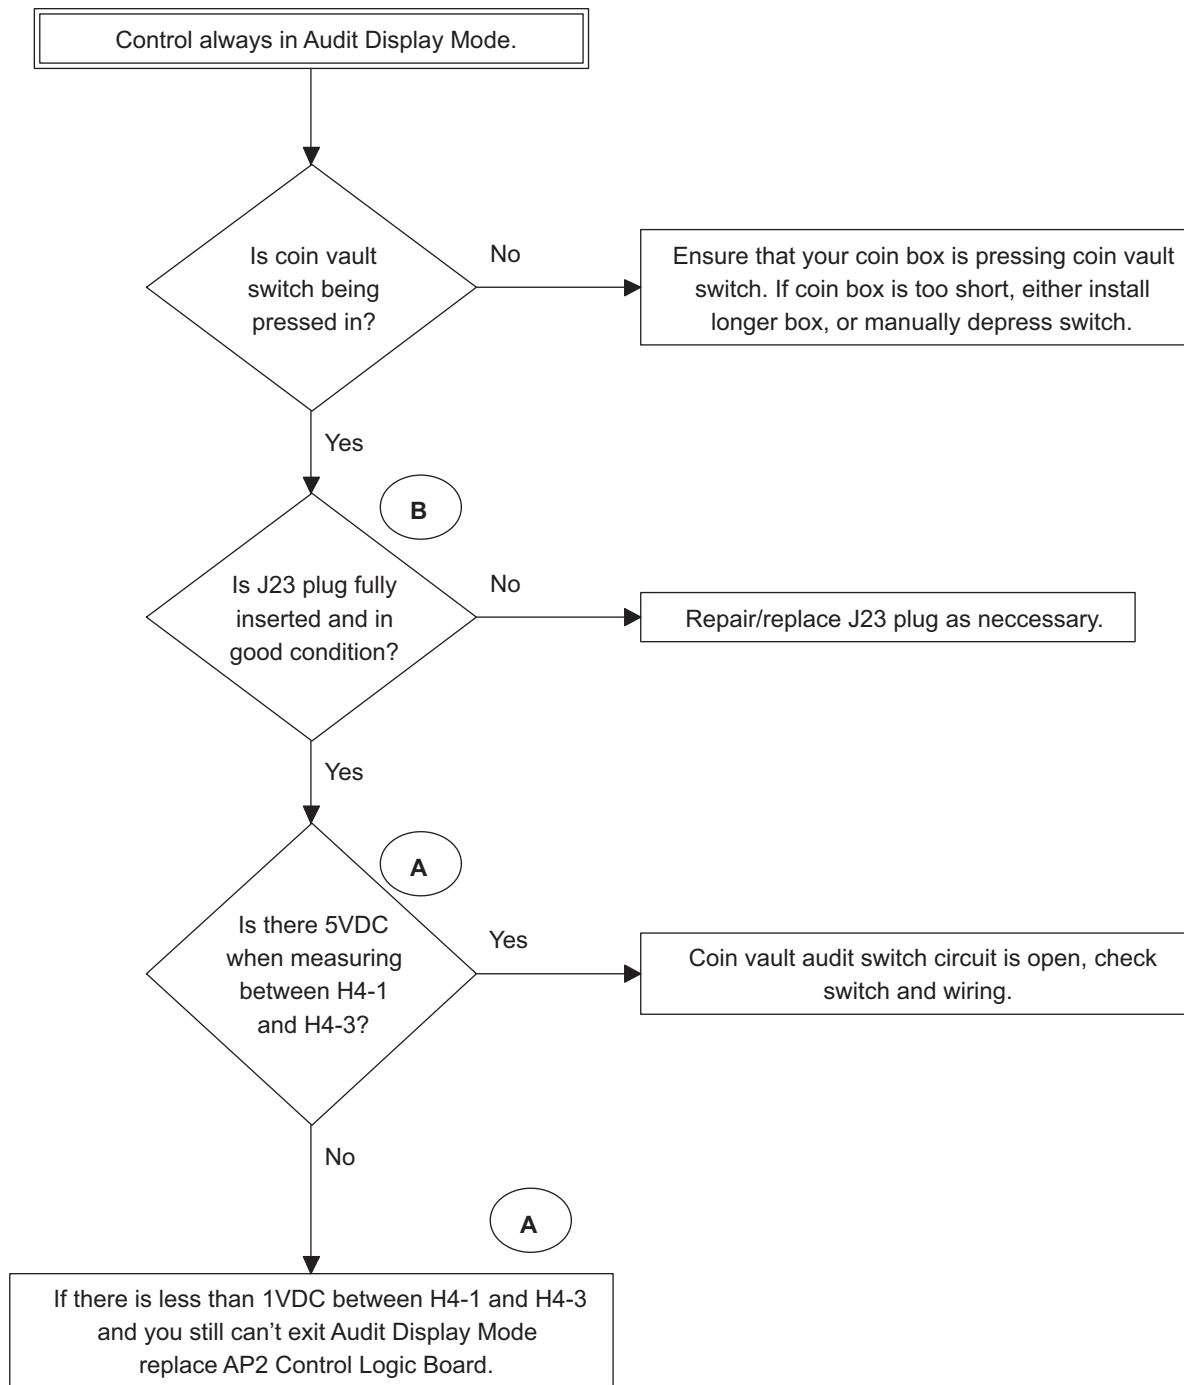 Control always in Audit Display Mode.
Is coin vault
switch being
pressed in?
No
Ensure that your coin box is pressing coin vault
switch. If coin box is too short, either install
longer box, or manually depress switch.
Yes
B
Is J23 plug fully
inserted and in
good condition?
No
Repair/replace J23 plug as neccessary.
Yes
A
Is there 5VDC
when measuring
between H4-1
and H4-3?
Yes
Coin vault audit switch circuit is open, check
switch and wiring.
No
A
If there is less than 1VDC between H4-1 and H4-3
and you still can’t exit Audit Display Mode
replace AP2 Control Logic Board.